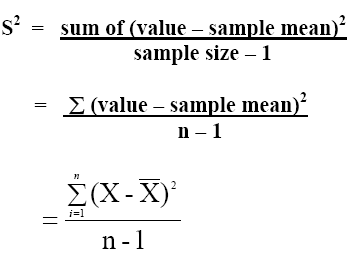 S² = sum of (value – sample mean)²
sample size – 1
= Σ (value – sample mean)²
n – 1
n
= Σ (X - X̅)²
i=1
n - 1